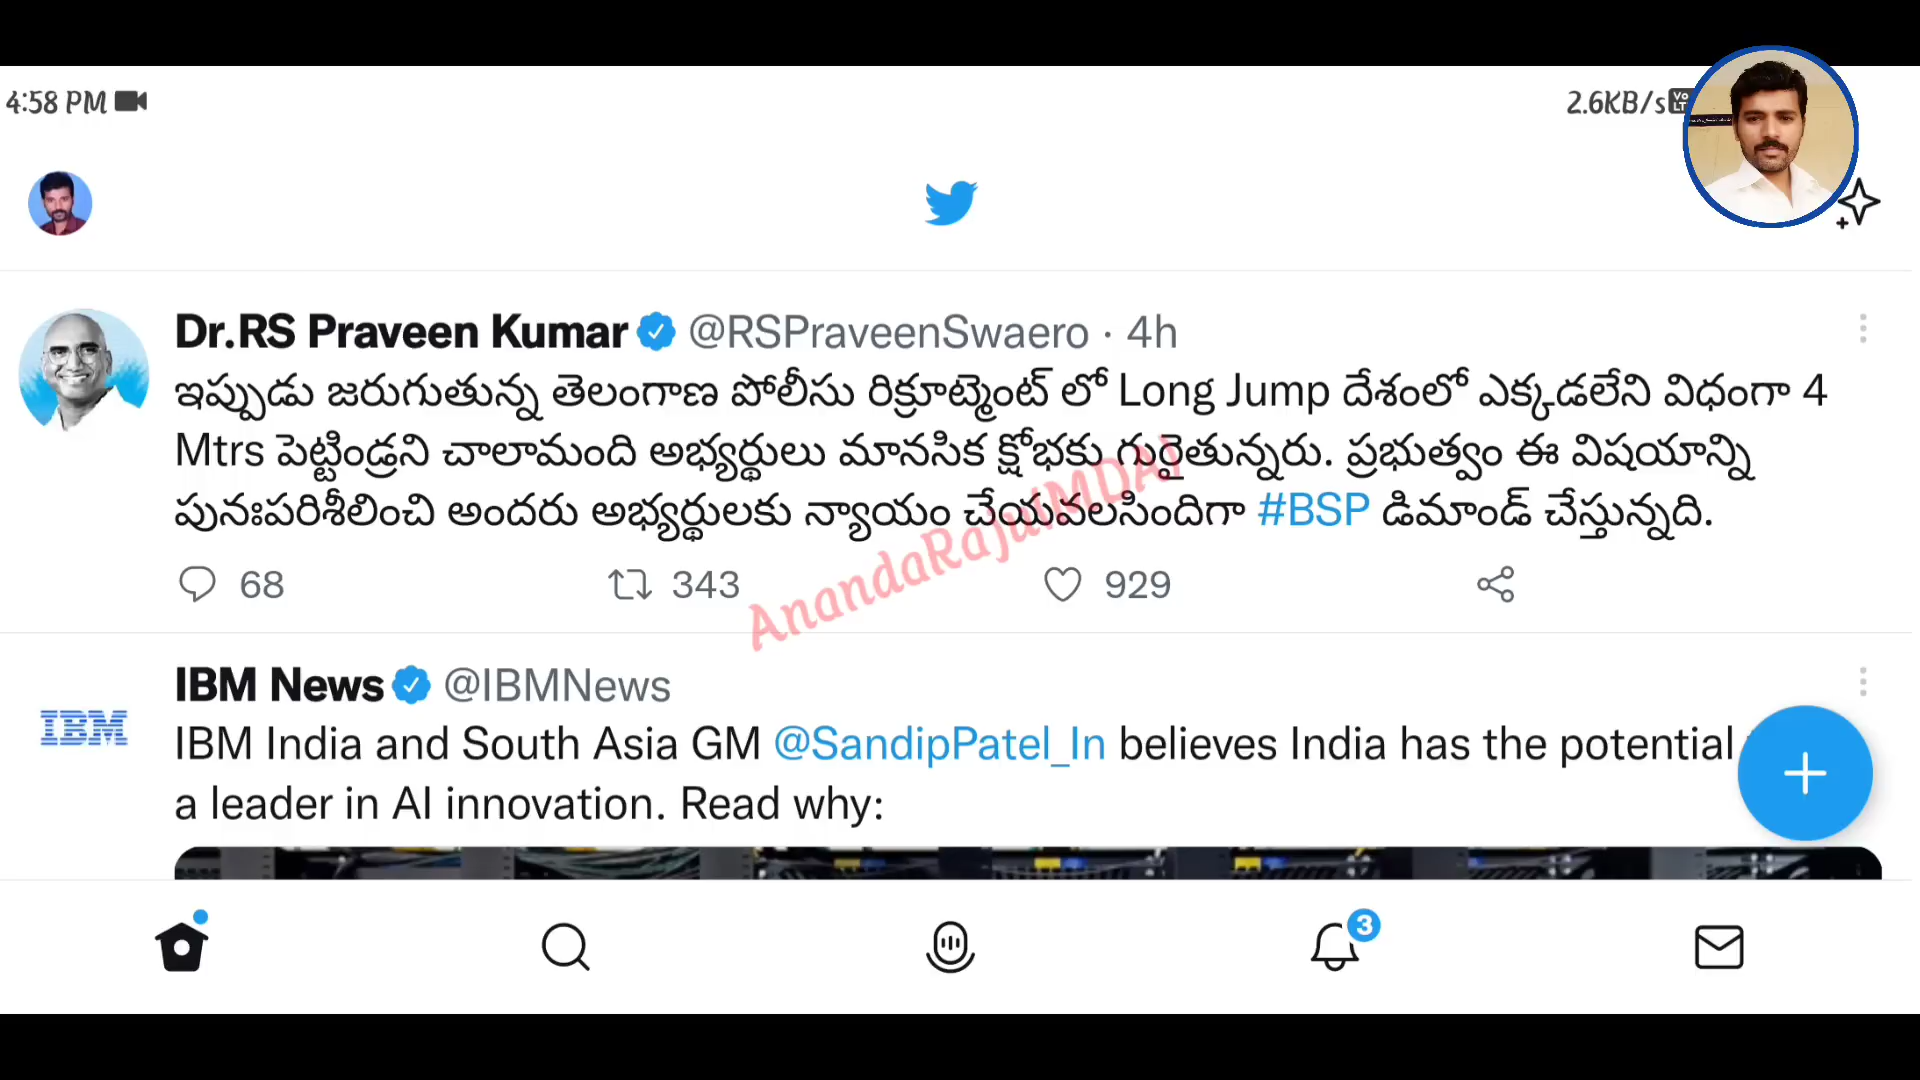 4:58 PM
2.6KB/s
Dr.RS Praveen Kumar @RSPraveenSwaero · 4h
ఇప్పుడు జరుగుతున్న తెలంగాణ పోలీసు రిక్రూట్మెంట్ లో Long Jump దేశంలో ఎక్కడలేని విధంగా 4
Mtrs పెట్టిండ్రని చాలామంది అభ్యర్థులు మానసిక క్షోభకు గురైతున్నరు. ప్రభుత్వం ఈ విషయాన్ని
పునఃపరిశీలించి అందరు అభ్యర్థులకు న్యాయం చేయవలసిందిగా #BSP డిమాండ్ చేస్తున్నది.
68 343 929
IBM News @IBMNews
IBM
IBM India and South Asia GM @SandipPatel_In believes India has the potential
a leader in AI innovation. Read why:
3